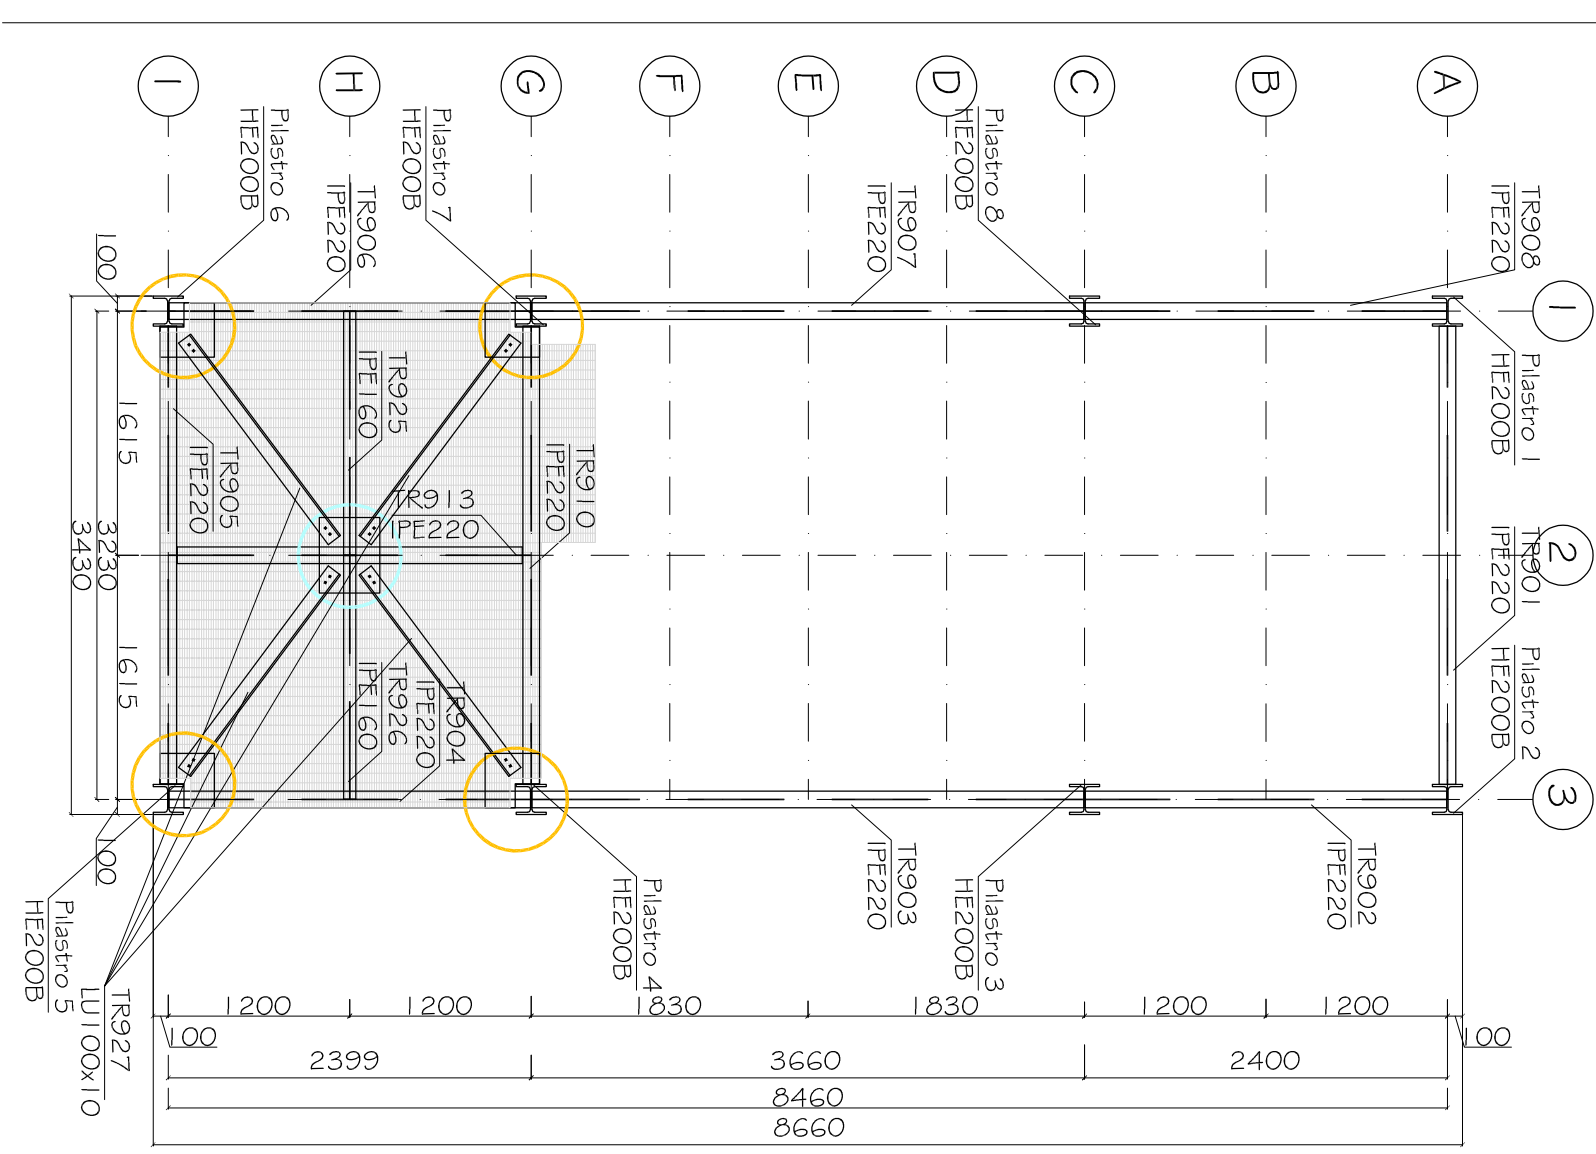 I
H
G
F
E
D
C
B
A
Pilastro 6
HE200B
Pilastro 7
HE200B
Pilastro 8
HE200B
TR906
IPE220
TR907
IPE220
TR908
IPE220
100
1
Pilastro 1
HE200B
TR925
IPE160
1615
TR905
IPE220
TR913
IPE220
TR910
IPE220
3230
3430
TR901
IPE220
2
1615
TR926
IPE160
TR904
IPE220
Pilastro 2
HE200B
3
100
TR903
IPE220
TR902
IPE220
Pilastro 5
HE200B
Pilastro 4
HE200B
Pilastro 3
HE200B
TR927
LU100x10
1200
1200
1830
1830
1200
1200
100
100
2399
3660
2400
8460
8660